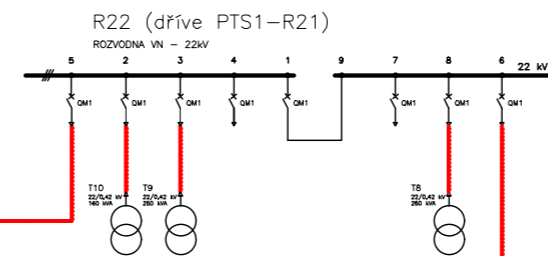 R22 (dříve PTS1-R21)
ROZVODNA VN - 22kV
5 2 3 4 1 9 7 8 6
22 kV
QM1 QM1 QM1 QM1 QM1 QM1 QM1 QM1
T10
22/0,42 kV
160 kVA
T9
22/0,42 kV
250 kVA
T8
22/0,42 kV
250 kVA